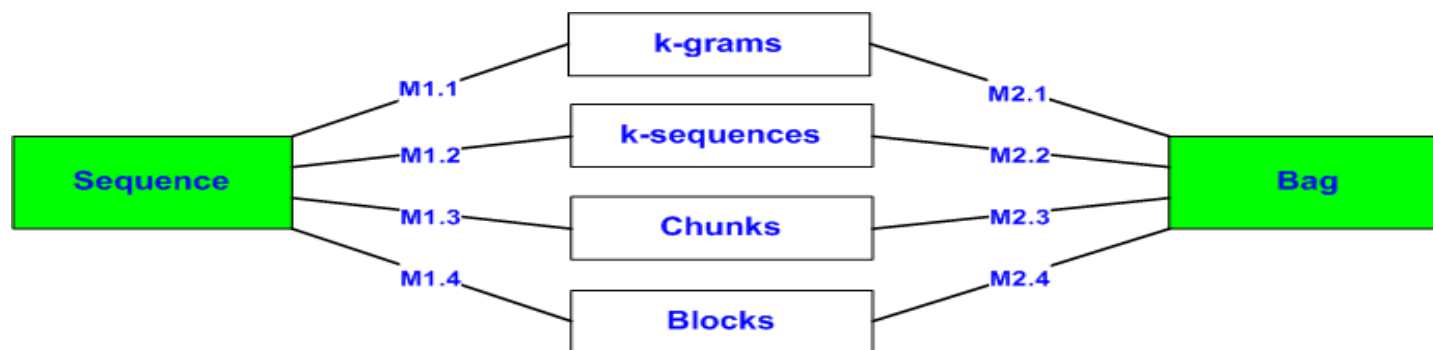 k-grams
M1.1
M2.1
k-sequences
M1.2
M2.2
Sequence
Bag
M1.3
M2.3
Chunks
M1.4
M2.4
Blocks